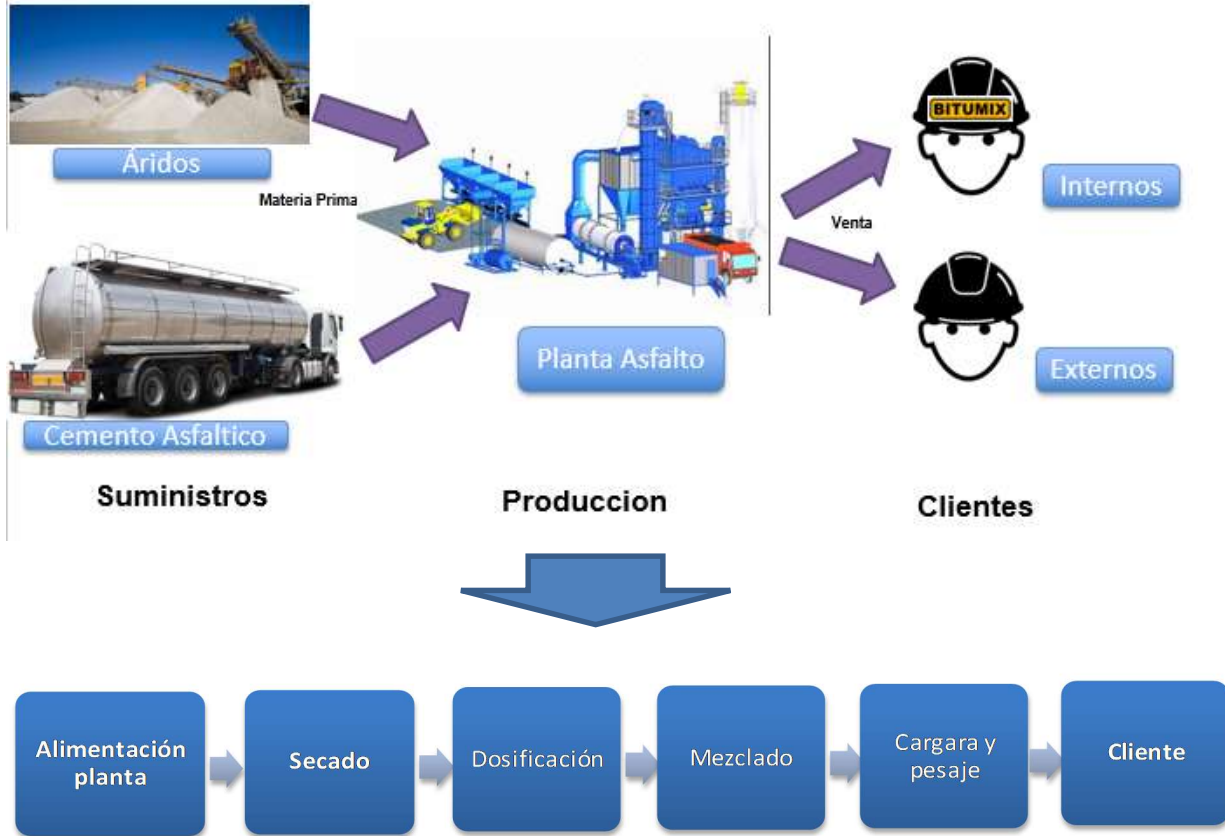 Áridos
Materia Prima
Cemento Asfaltico
Planta Asfalto
BITUMIX
Internos
Venta
Externos
Suministros
Produccion
Clientes
Alimentación
planta
Secado
Dosificación
Mezclado
Cargara y
pesaje
Cliente